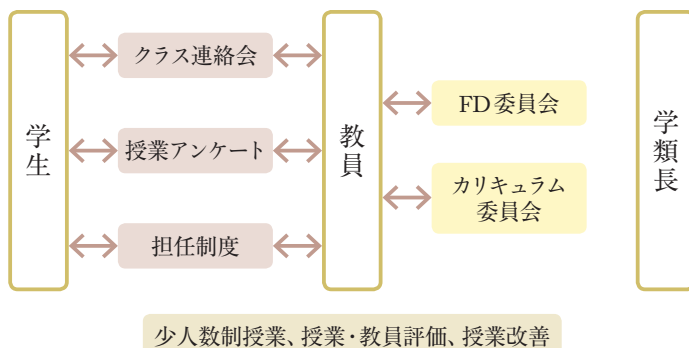 学生
クラス連絡会
授業アンケート
担任制度
教員
FD委員会
カリキュラム
委員会
学類長
少人数制授業、授業・教員評価、授業改善